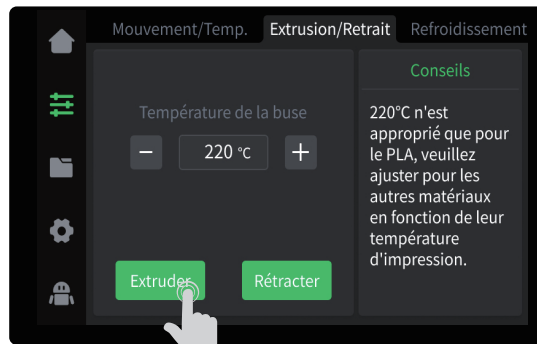 Mouvement/Temp. Extrusion/Retrait Refroidissement
Température de la buse
− 220 °C +
Extruder Rétracter
Conseils
220°C n'est
approprié que pour
le PLA, veuillez
ajuster pour les
autres matériaux
en fonction de leur
température
d'impression.